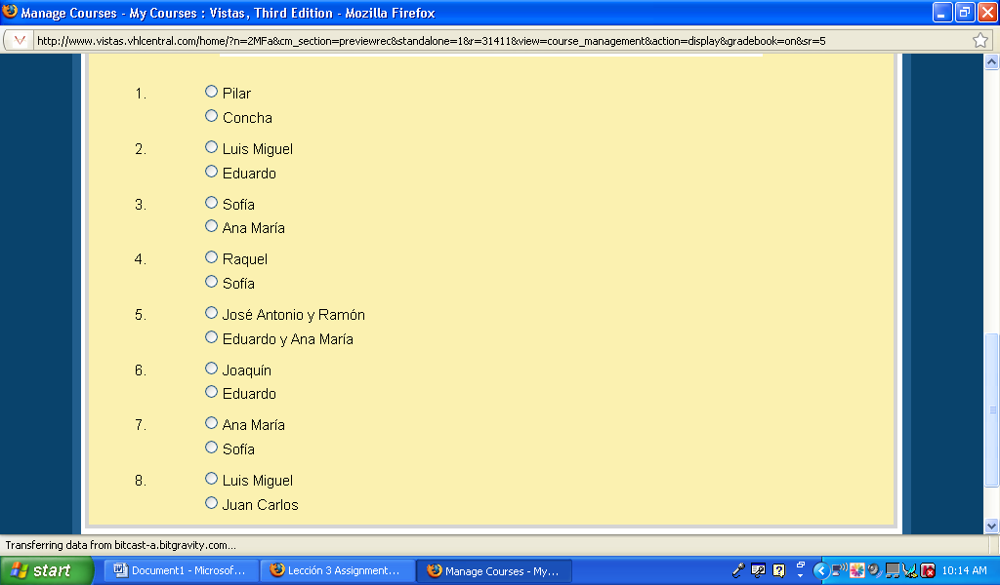 Manage Courses - My Courses : Vistas, Third Edition - Mozilla Firefox
http://www.vistas.vhlcentral.com/home/?n=2MFa&cm_section=previewrec&standalone=1&r=31411&view=course_management&action=display&gradebook=on&sr=5
1. Pilar
Concha
2. Luis Miguel
Eduardo
3. Sofía
Ana María
4. Raquel
Sofía
5. José Antonio y Ramón
Eduardo y Ana María
6. Joaquín
Eduardo
7. Ana María
Sofía
8. Luis Miguel
Juan Carlos
Transferring data from bitcast-a.bitgravity.com...
start Document1 - Microsof... Lección 3 Assignment... Manage Courses - My... 10:14 AM